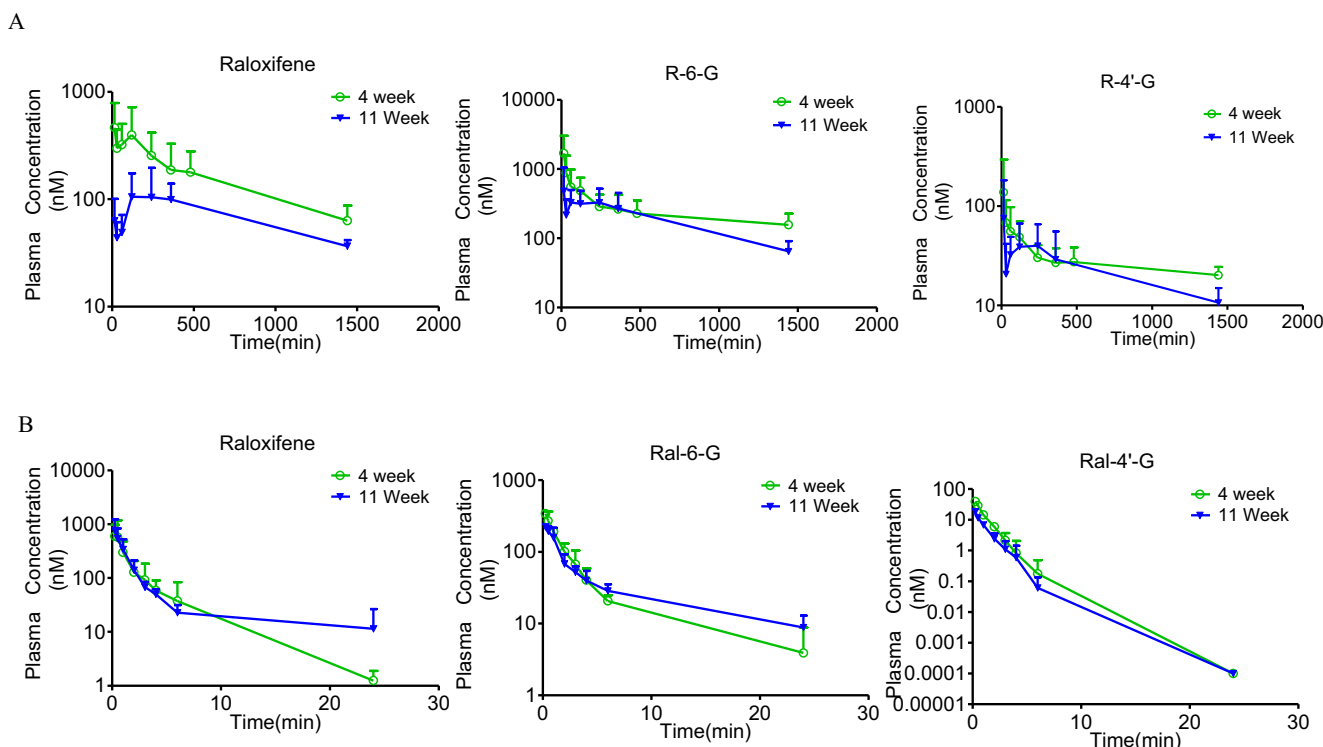 A
Raloxifene
1000
100
10
0 500 1000 1500 2000
Time(min)
Plasma Concentration
(nM)
4 week
11 Week
R-6-G
10000
1000
100
10
0 500 1000 1500 2000
Time(min)
Plasma Concentration
(nM)
4 week
11 Week
R-4'-G
1000
100
10
0 500 1000 1500 2000
Time(min)
Plasma Concentration
(nM)
4 week
11 Week
B
Raloxifene
10000
1000
100
10
1
0 10 20 30
Time(min)
Plasma Concentration
(nM)
4 week
11 Week
Ral-6-G
1000
100
10
1
0 10 20 30
Time(min)
Plasma Concentration
(nM)
4 week
11 Week
Ral-4'-G
100
10
1
0.1
0.01
0.001
0.0001
0.00001
0 10 20 30
Time(min)
Plasma Concentration
(nM)
4 week
11 Week